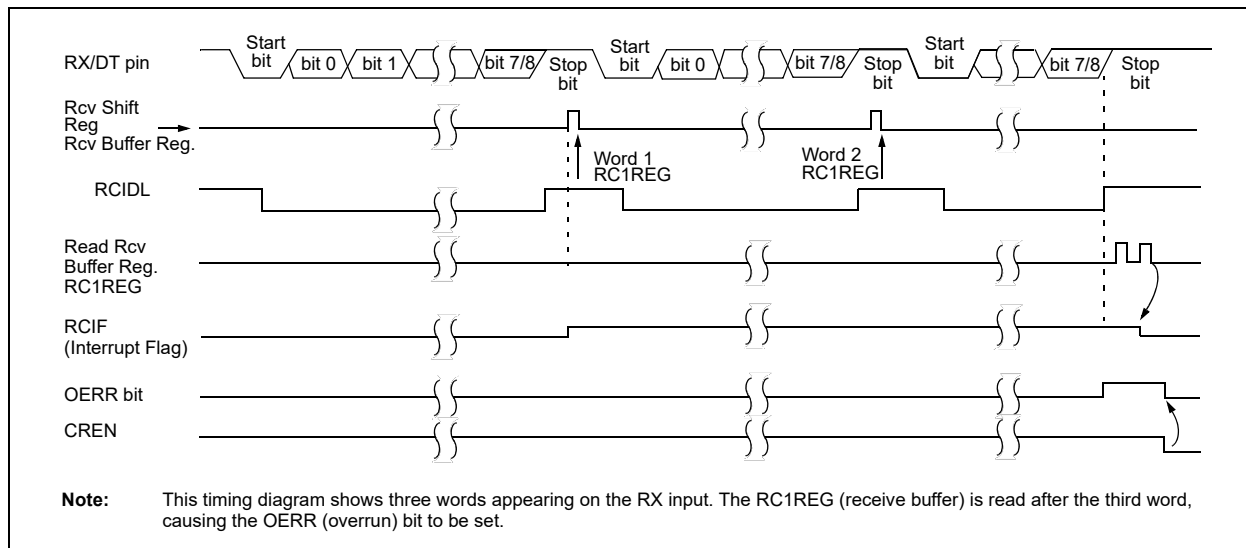 Start
bit
bit 0
bit 1
bit 7/8
Stop
bit
Start
bit
bit 0
bit 7/8
Stop
bit
Start
bit
bit 7/8
Stop
bit
RX/DT pin
Rcv Shift
Reg
Rcv Buffer Reg.
Word 1
RC1REG
Word 2
RC1REG
RCIDL
Read Rcv
Buffer Reg.
RC1REG
RCIF
(Interrupt Flag)
OERR bit
CREN
Note: This timing diagram shows three words appearing on the RX input. The RC1REG (receive buffer) is read after the third word,
causing the OERR (overrun) bit to be set.